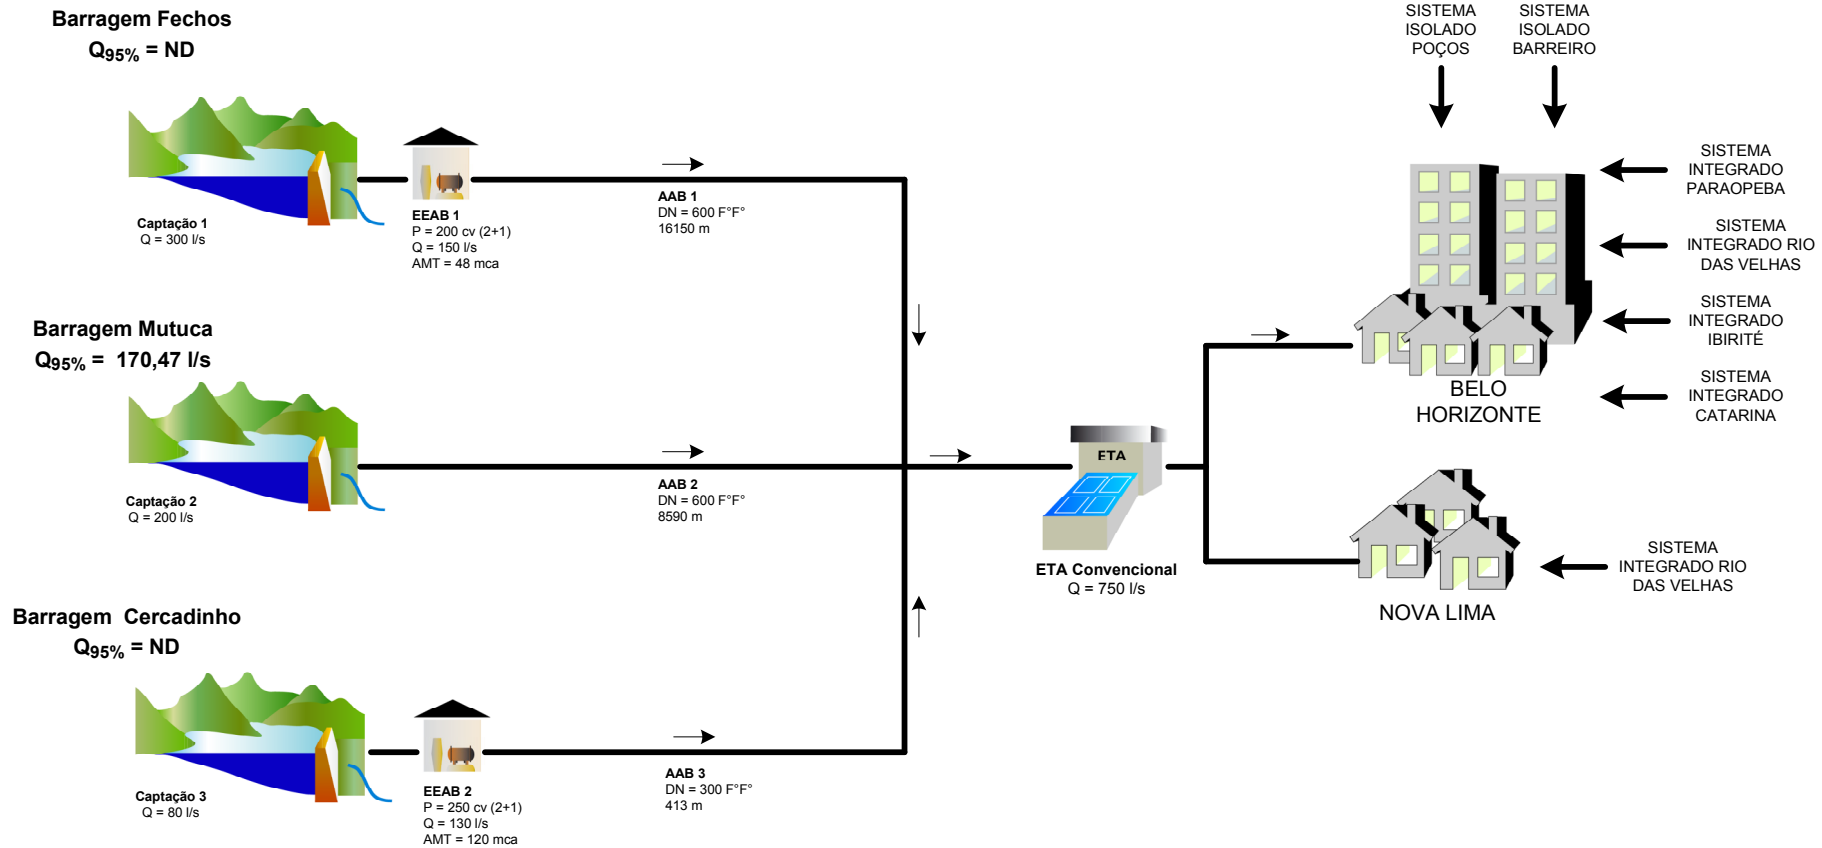 Barragem Fechos
Q95% = ND
Captação 1
Q = 300 l/s
EEAB 1
P = 200 cv (2+1)
Q = 150 l/s
AMT = 48 mca
AAB 1
DN = 600 F°F°
16150 m
Barragem Mutuca
Q95% = 170,47 l/s
Captação 2
Q = 200 l/s
AAB 2
DN = 600 F°F°
8590 m
Barragem Cercadinho
Q95% = ND
Captação 3
Q = 80 l/s
EEAB 2
P = 250 cv (2+1)
Q = 130 l/s
AMT = 120 mca
AAB 3
DN = 300 F°F°
413 m
ETA
ETA Convencional
Q = 750 l/s
SISTEMA
ISOLADO
POÇOS
SISTEMA
ISOLADO
BARREIRO
SISTEMA
INTEGRADO
PARAOPEBA
SISTEMA
INTEGRADO RIO
DAS VELHAS
SISTEMA
INTEGRADO
IBIRITÉ
SISTEMA
INTEGRADO
CATARINA
BELO
HORIZONTE
SISTEMA
INTEGRADO RIO
DAS VELHAS
NOVA LIMA